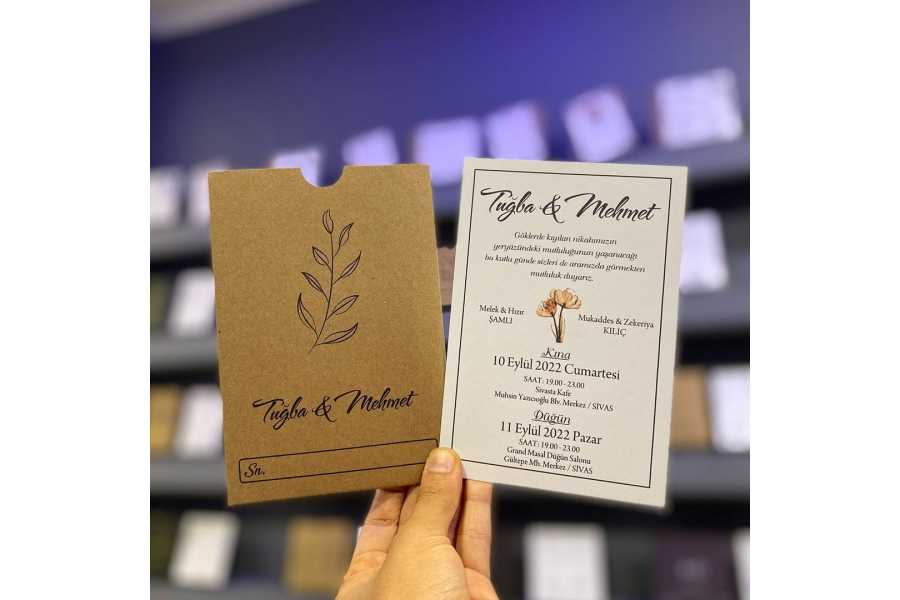 Tuğba & Mehmet
Sn.
Tuğba & Mehmet
Göklerde kıyılan nikahımızın
yeryüzündeki mutluluğunun yaşanacağı
bu kutlu günde sizleri de aramızda görmekten
mutluluk duyarız.
Melek & Hızır
ŞAMLI
Mukaddes & Zekeriya
KILIÇ
Kına
10 Eylül 2022 Cumartesi
SAAT: 19.00 - 23.00
Sivasta Kafe
Muhsin Yazıcıoğlu Blv. Merkez / SİVAS
Düğün
11 Eylül 2022 Pazar
SAAT: 19.00 - 23.00
Grand Masal Düğün Salonu
Gültepe Mh. Merkez / SİVAS